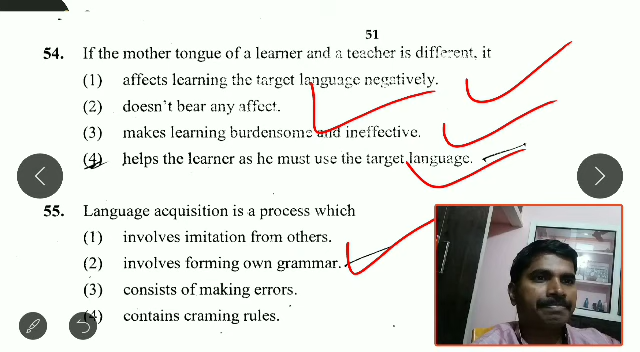 51
54. If the mother tongue of a learner and a teacher is different, it
(1) affects learning the target language negatively.
(2) doesn't bear any affect.
(3) makes learning burdensome and ineffective.
(4) helps the learner as he must use the target language.
55. Language acquisition is a process which
(1) involves imitation from others.
(2) involves forming own grammar.
(3) consists of making errors.
(4) contains craming rules.